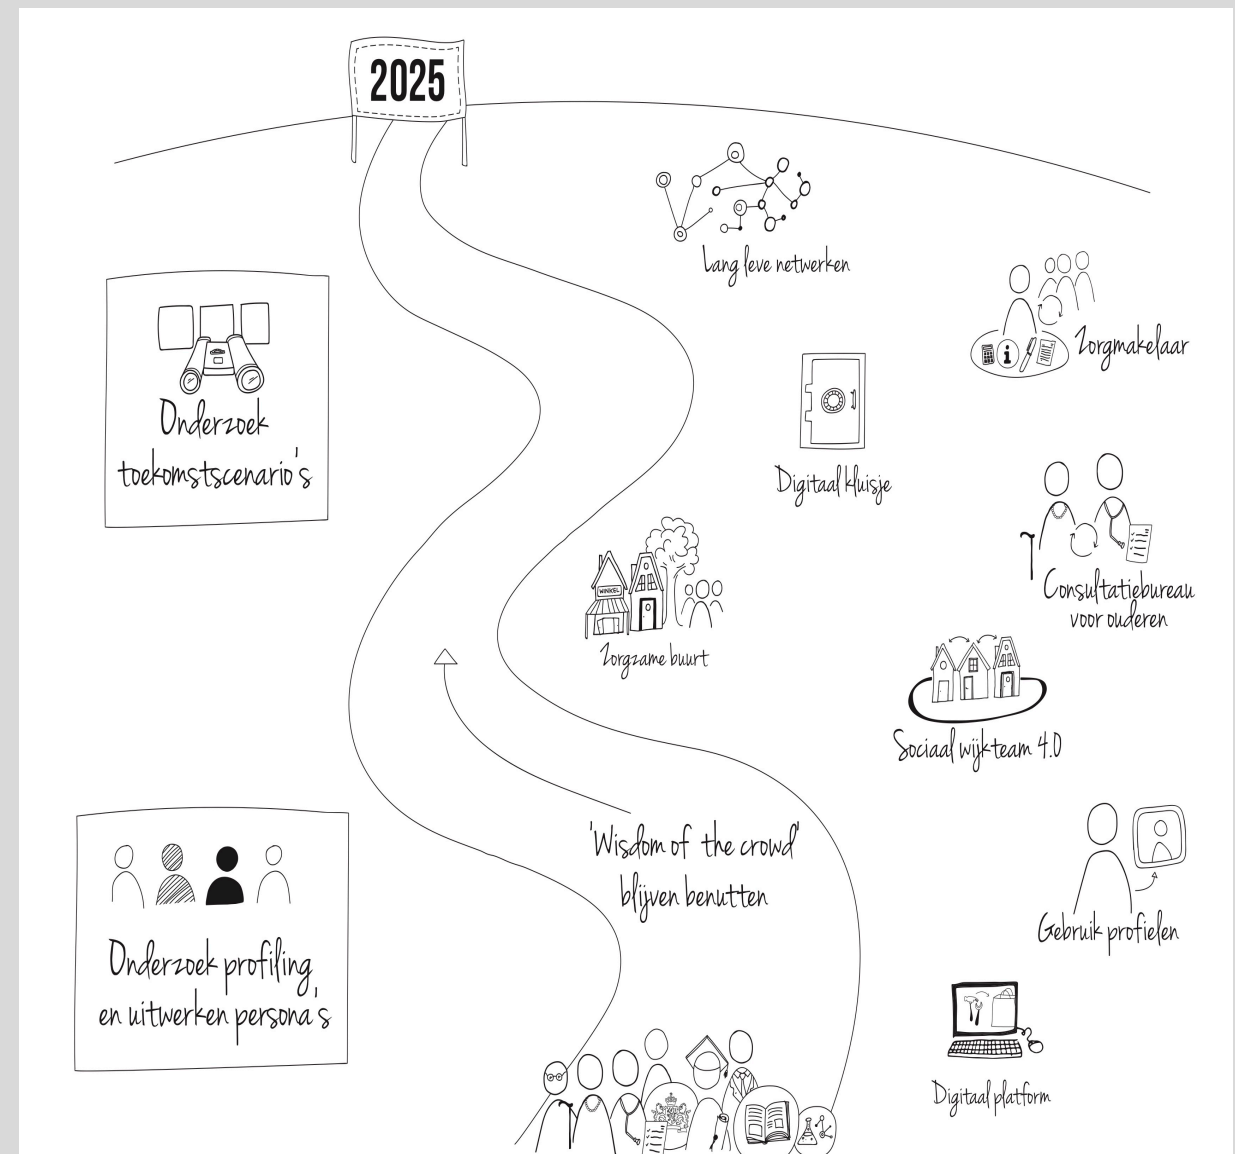 2025
Lang leve netwerken
Zorgmakelaar
Onderzoek
toekomstscenario's
Digitaal kluisje
Consultatiebureau
voor ouderen
WINKEL
Zorgzame buurt
Sociaal wijkteam 4.0
'Wisdom of the crowd'
blijven benutten
Gebruik profielen
Onderzoek profiling
en uitwerken persona's
Digitaal platform